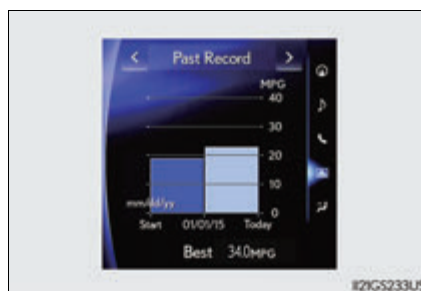 < Past Record >
MPG
40
30
20
10
0
mm/dd/yy
Start 01/01/15 Today
Best 34.0MPG
II21GS233US